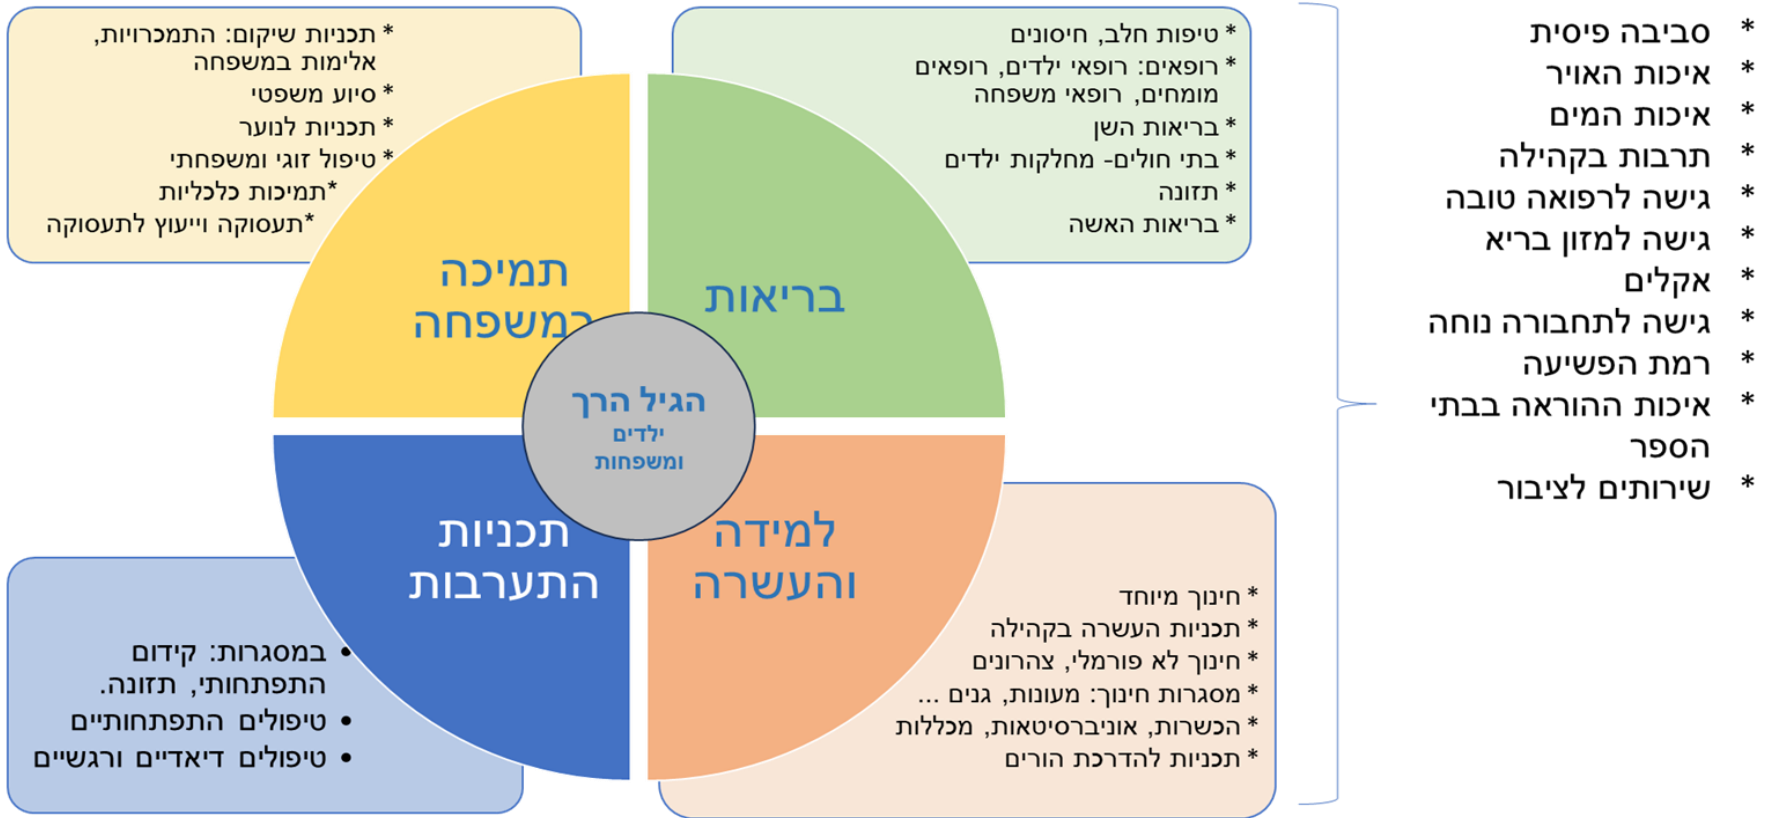 * טיפות חלב, חיסונים
* רופאים: רופאי ילדים, רופאים
מומחים, רופאי משפחה
* בריאות השן
* בתי חולים- מחלקות ילדים
* תזונה
* בריאות האשה
* תכניות שיקום: התמכרויות,
אלימות במשפחה
* סיוע משפטי
* תכניות לנוער
* טיפול זוגי ומשפחתי
*תמיכות כלכליות
*תעסוקה וייעוץ לתעסוקה
בריאות
תמיכה
במשפחה
הגיל הרך
ילדים
ומשפחות
למידה
והעשרה
תכניות
התערבות
* חינוך מיוחד
* תכניות העשרה בקהילה
* חינוך לא פורמלי, צהרונים
* מסגרות חינוך: מעונות, גנים ...
* הכשרות, אוניברסיטאות, מכללות
* תכניות להדרכת הורים
• במסגרות: קידום
התפתחותי, תזונה.
• טיפולים התפתחותיים
• טיפולים דיאדיים ורגשיים
* סביבה פיסית
* איכות האויר
* איכות המים
* תרבות בקהילה
* גישה לרפואה טובה
* גישה למזון בריא
* אקלים
* גישה לתחבורה נוחה
* רמת הפשיעה
* איכות ההוראה בבתי
הספר
* שירותים לציבור